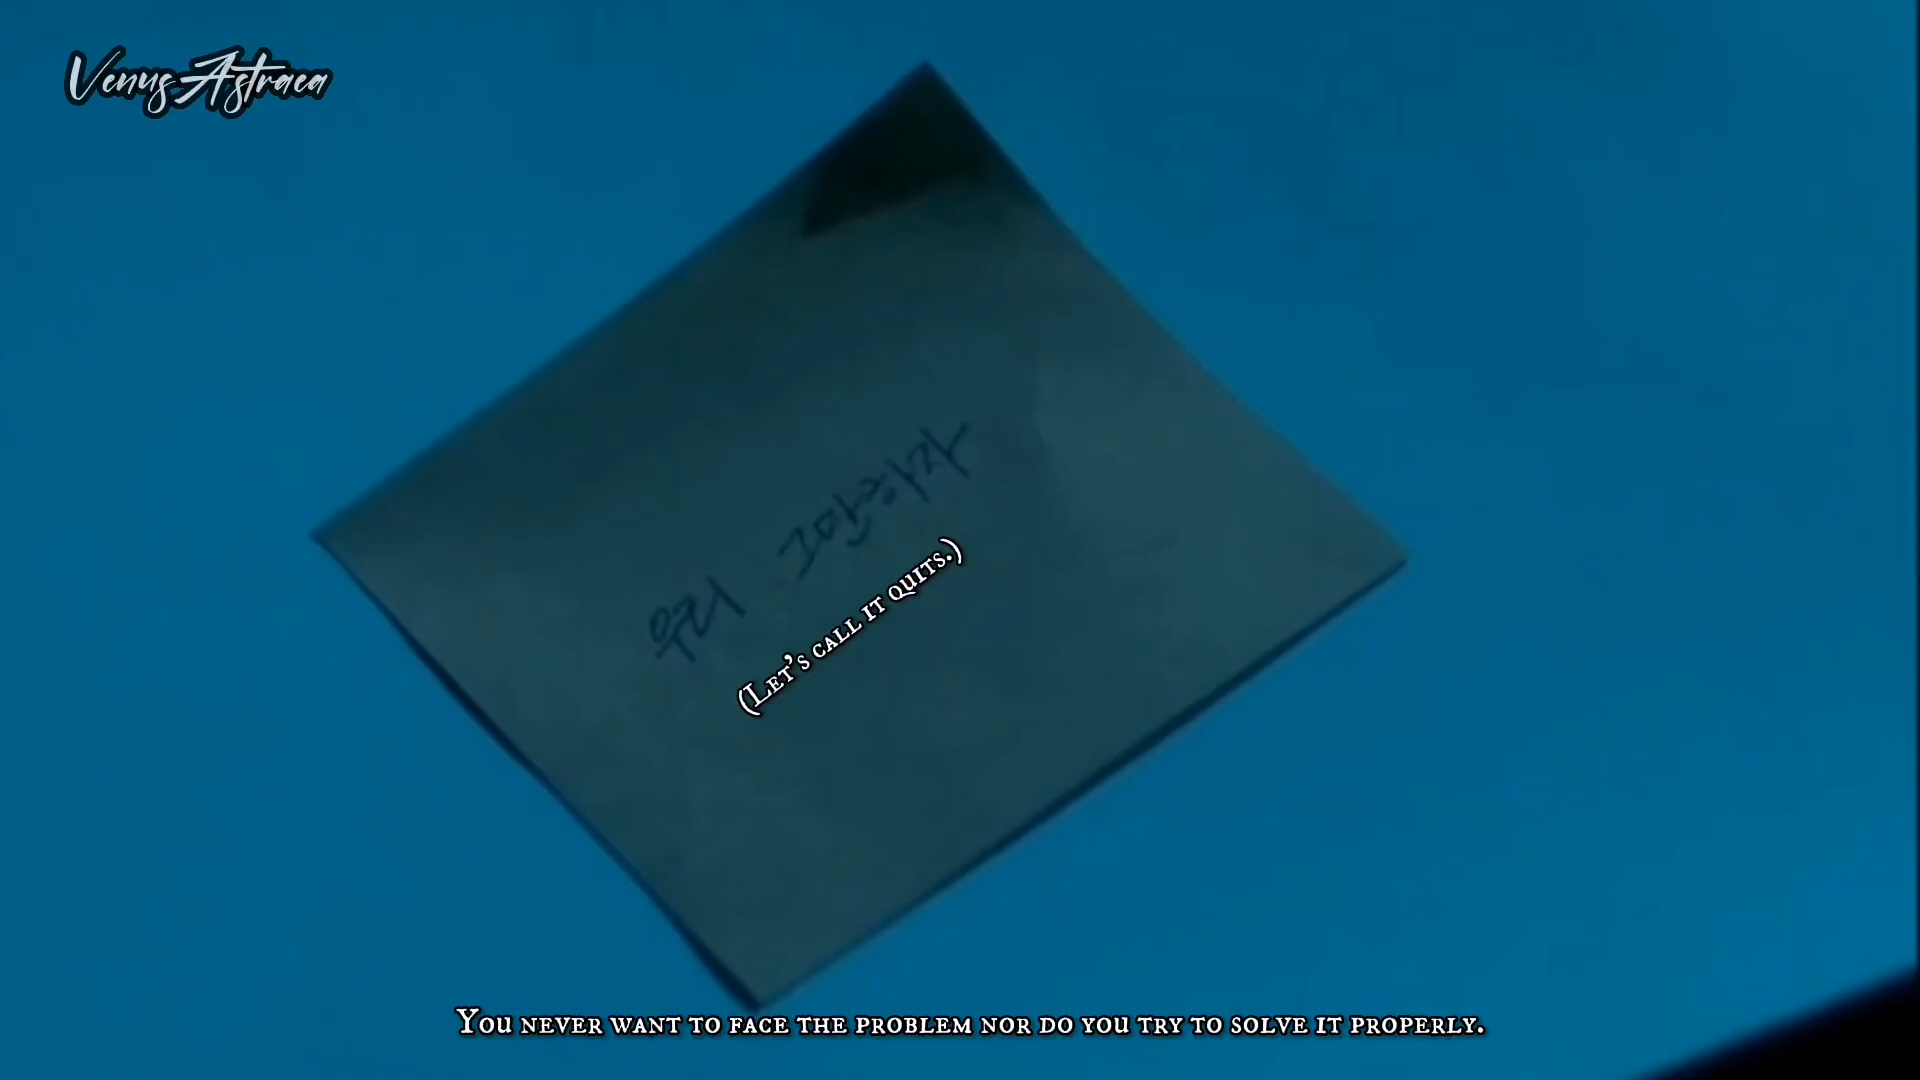 Venus Astraea
우리 그만하자
(Let's call it quits.)
You never want to face the problem nor do you try to solve it properly.